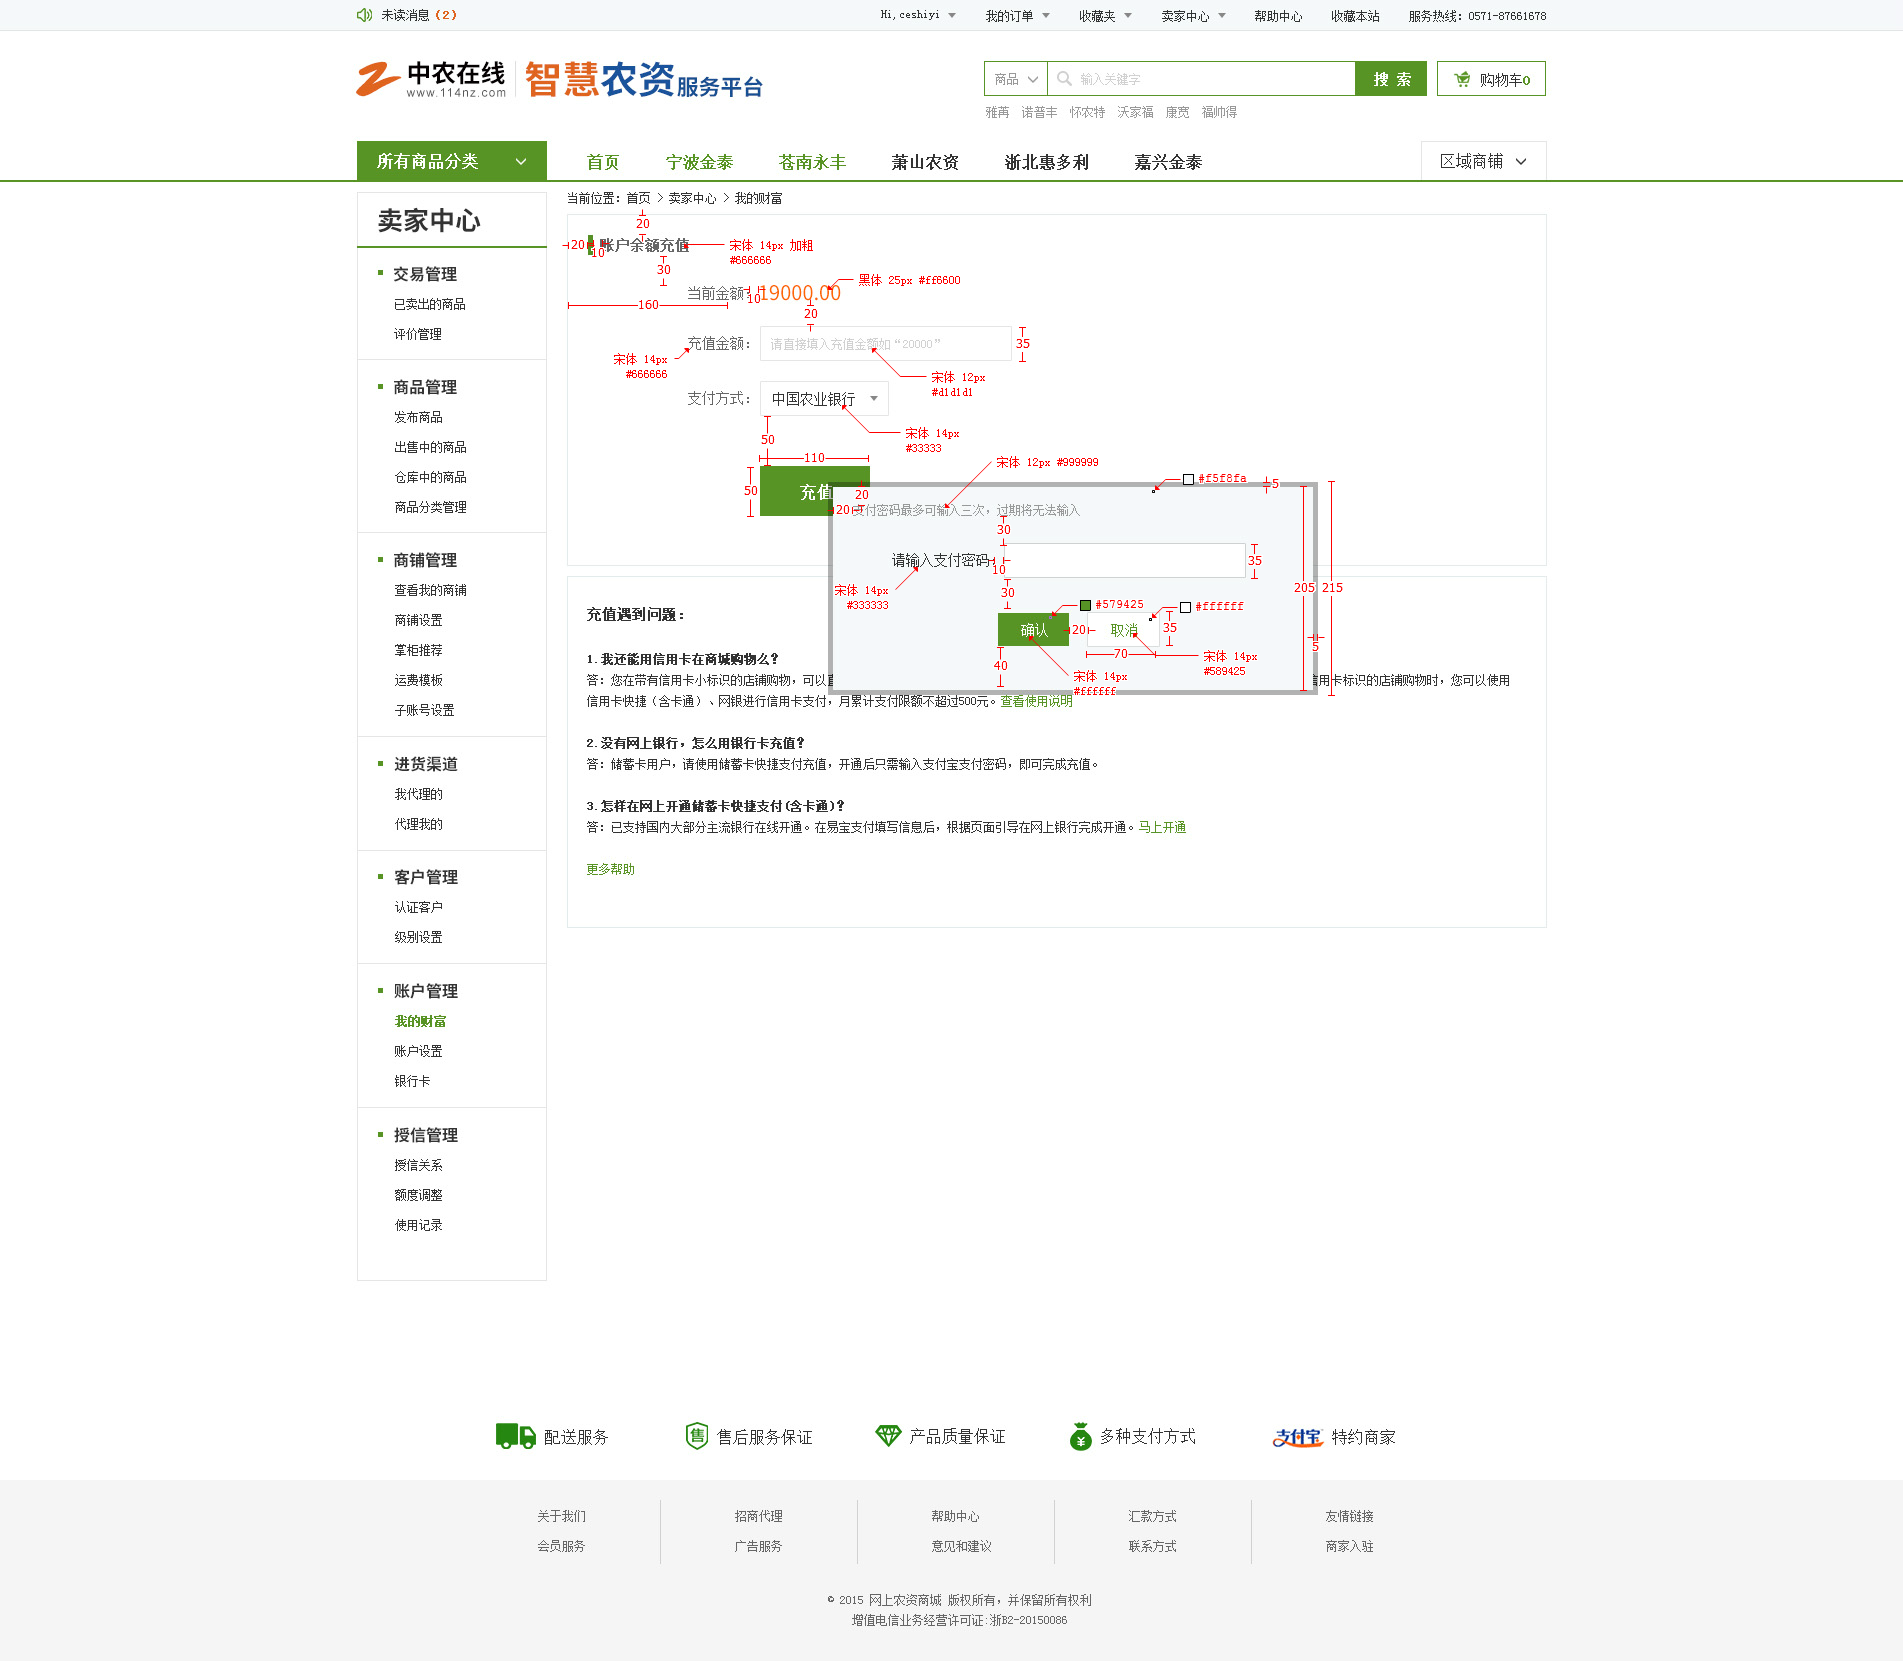 未读消息（2）
Hi,ceshiyi 我的订单 收藏夹 卖家中心 帮助中心 收藏本站 服务热线：0571-87661678
中农在线 www.114nz.com 智慧农资服务平台
商品 输入关键字 搜 索 购物车0
雅苒 诺普丰 怀农特 沃家福 康宽 福帅得
所有商品分类 首页 宁波金泰 苍南永丰 萧山农资 浙北惠多利 嘉兴金泰 区域商铺
卖家中心
交易管理
已卖出的商品
评价管理
商品管理
发布商品
出售中的商品
仓库中的商品
商品分类管理
商铺管理
查看我的商铺
商铺设置
掌柜推荐
运费模板
子账号设置
进货渠道
我代理的
代理我的
客户管理
认证客户
级别设置
账户管理
我的财富
账户设置
银行卡
授信管理
授信关系
额度调整
使用记录
当前位置：首页 > 卖家中心 > 我的财富
20
20 账户余额充值 宋体 14px 加粗
10 #666666
30
当前金额 19000.00 黑体 25px #ff6600
160 10
20
充值金额： 请直接填入充值金额如“20000” 35
宋体 14px
#666666
宋体 12px
#d1d1d1
支付方式： 中国农业银行
宋体 14px
#33333
50
110
50 充值
宋体 12px #999999
#f5f8fa 5
20
20 支付密码最多可输入三次，过期将无法输入
30
请输入支付密码 35
10
宋体 14px
#333333
30
205 215
#579425 #ffffff
确认 20 取消 35
5
70
40
宋体 14px
#589425
宋体 14px
#ffffff
充值遇到问题：
1.我还能用信用卡在商城购物么？
答：您在带有信用卡小标识的店铺购物，可以 用卡标识的店铺购物时，您可以使用
信用卡快捷（含卡通）、网银进行信用卡支付，月累计支付限额不超过500元。查看使用说明
2.没有网上银行，怎么用银行卡充值？
答：储蓄卡用户，请使用储蓄卡快捷支付充值，开通后只需输入支付宝支付密码，即可完成充值。
3.怎样在网上开通储蓄卡快捷支付(含卡通)？
答：已支持国内大部分主流银行在线开通。在易宝支付填写信息后，根据页面引导在网上银行完成开通。马上开通
更多帮助
配送服务 售 售后服务保证 产品质量保证 ¥ 多种支付方式 支付宝 特约商家
关于我们 招商代理 帮助中心 汇款方式 友情链接
会员服务 广告服务 意见和建议 联系方式 商家入驻
© 2015 网上农资商城 版权所有，并保留所有权利
增值电信业务经营许可证:浙B2-20150086